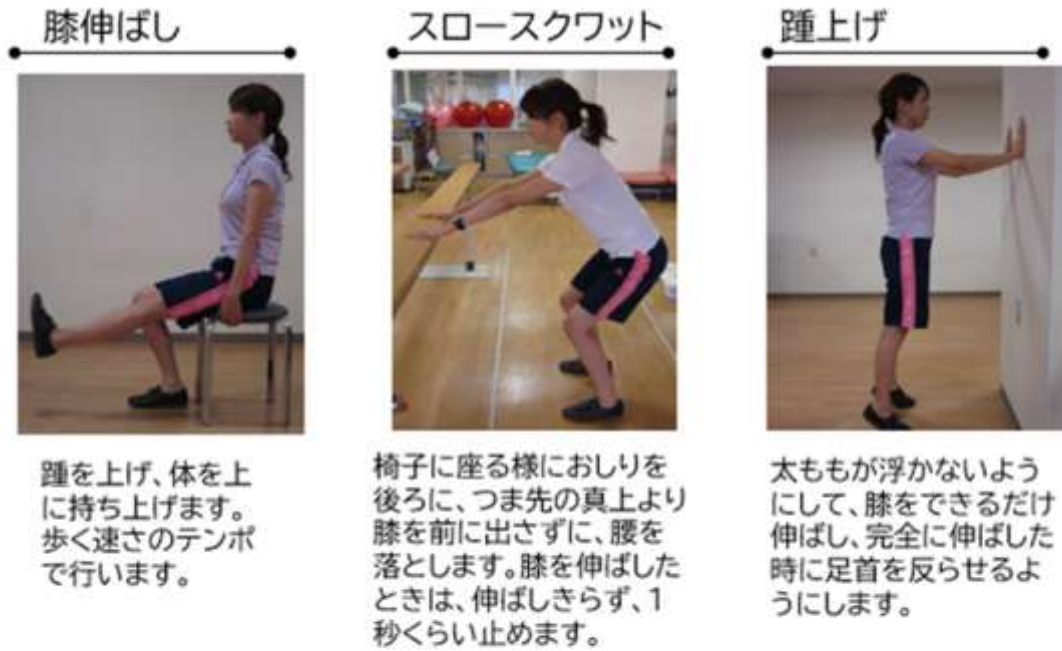 膝伸ばし
スロースクワット
踵上げ
踵を上げ、体を上
に持ち上げます。
歩く速さのテンポ
で行います。
椅子に座る様におしりを
後ろに、つま先の真上より
膝を前に出さずに、腰を
落とします。膝を伸ばした
ときは、伸ばしきらず、1
秒くらい止めます。
太ももが浮かないよう
にして、膝をできるだけ
伸ばし、完全に伸ばした
時に足首を反らせるよ
うにします。